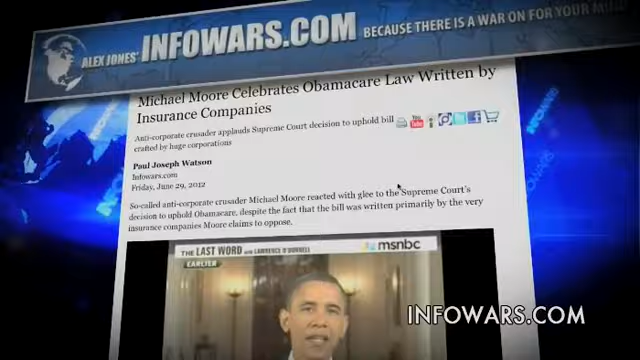 ALEX JONES' INFOWARS.COM BECAUSE THERE IS A WAR ON FOR YOUR MIND
Michael Moore Celebrates Obamacare Law Written by
Insurance Companies
Anti-corporate crusader applauds Supreme Court decision to uphold bill
crafted by huge corporations
You
Tube
Paul Joseph Watson
Infowars.com
Friday, June 29, 2012
So-called anti-corporate crusader Michael Moore reacted with glee to the Supreme Court's
decision to uphold Obamacare, despite the fact that the bill was written primarily by the very
insurance companies Moore claims to oppose.
THE LAST WORD WITH LAWRENCE O'DONNELL msnbc
EARLIER
INFOWARS.COM